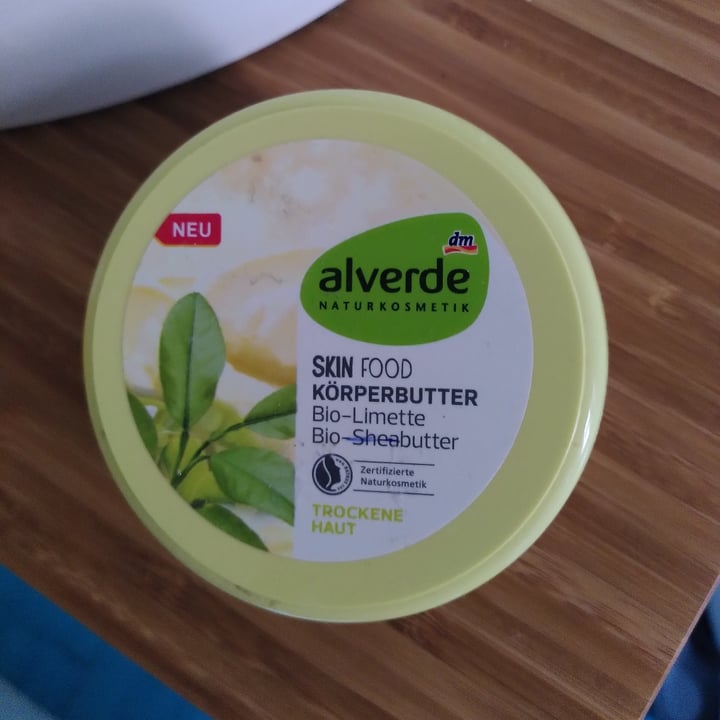 NEU
dm
alverde
NATURKOSMETIK
SKIN FOOD
KÖRPERBUTTER
Bio-Limette
Bio-Sheabutter
Zertifizierte
Naturkosmetik
TROCKENE
HAUT